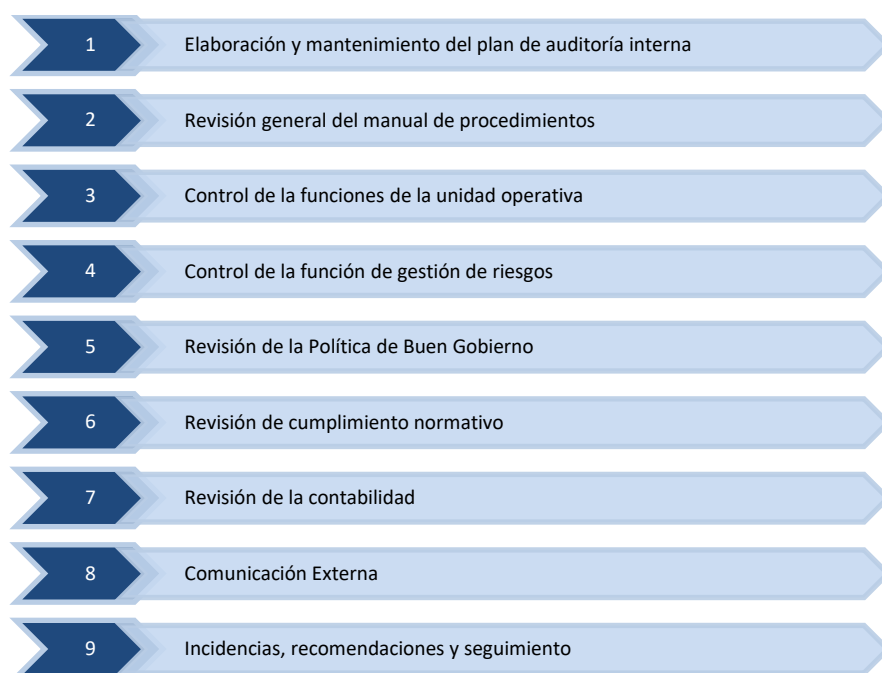 1 Elaboración y mantenimiento del plan de auditoría interna
2 Revisión general del manual de procedimientos
3 Control de la funciones de la unidad operativa
4 Control de la función de gestión de riesgos
5 Revisión de la Política de Buen Gobierno
6 Revisión de cumplimiento normativo
7 Revisión de la contabilidad
8 Comunicación Externa
9 Incidencias, recomendaciones y seguimiento